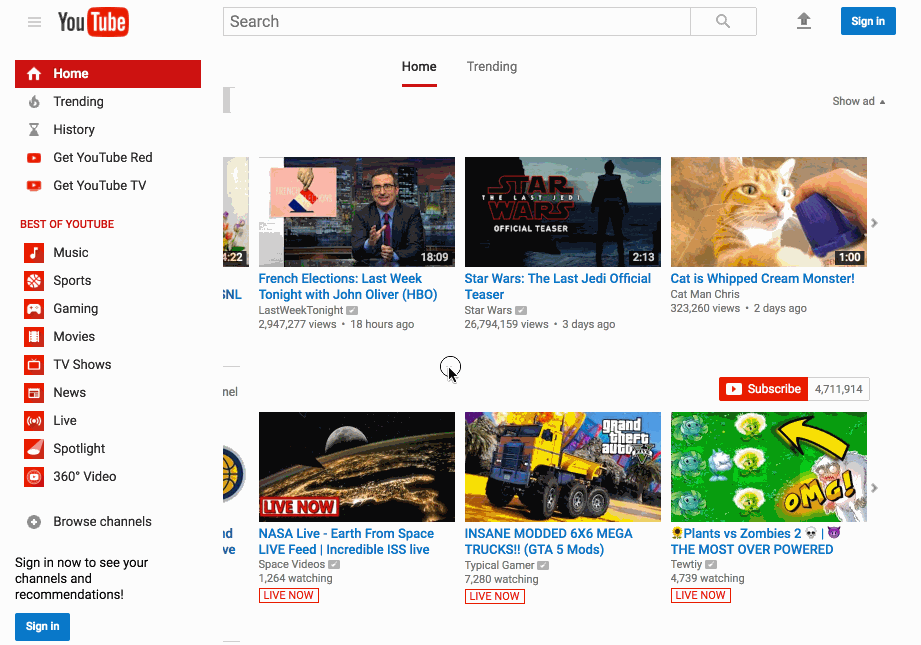 YouTube
Search
Sign in
Home
Trending
History
Get YouTube Red
Get YouTube TV
BEST OF YOUTUBE
Music
Sports
Gaming
Movies
TV Shows
News
Live
Spotlight
360° Video
Browse channels
Sign in now to see your
channels and
recommendations!
Sign in
Home Trending
Show ad
4:22
SNL
18:09
French Elections: Last Week
Tonight with John Oliver (HBO)
LastWeekTonight
2,947,277 views • 18 hours ago
STAR
THE LAST JEDI
WARS
OFFICIAL TEASER
2:13
Star Wars: The Last Jedi Official
Teaser
Star Wars
26,794,159 views • 3 days ago
1:00
Cat is Whipped Cream Monster!
Cat Man Chris
323,260 views • 2 days ago
nel
Subscribe 4,711,914
nd
ve
LIVE NOW
NASA Live - Earth From Space
LIVE Feed | Incredible ISS live
Space Videos
1,264 watching
LIVE NOW
grand
theft
auto V
INSANE MODDED 6X6 MEGA
TRUCKS!! (GTA 5 Mods)
Typical Gamer
7,280 watching
LIVE NOW
OMG!
🌻Plants vs Zombies 2 💀 | 😈
THE MOST OVER POWERED
Tewtiy
4,739 watching
LIVE NOW